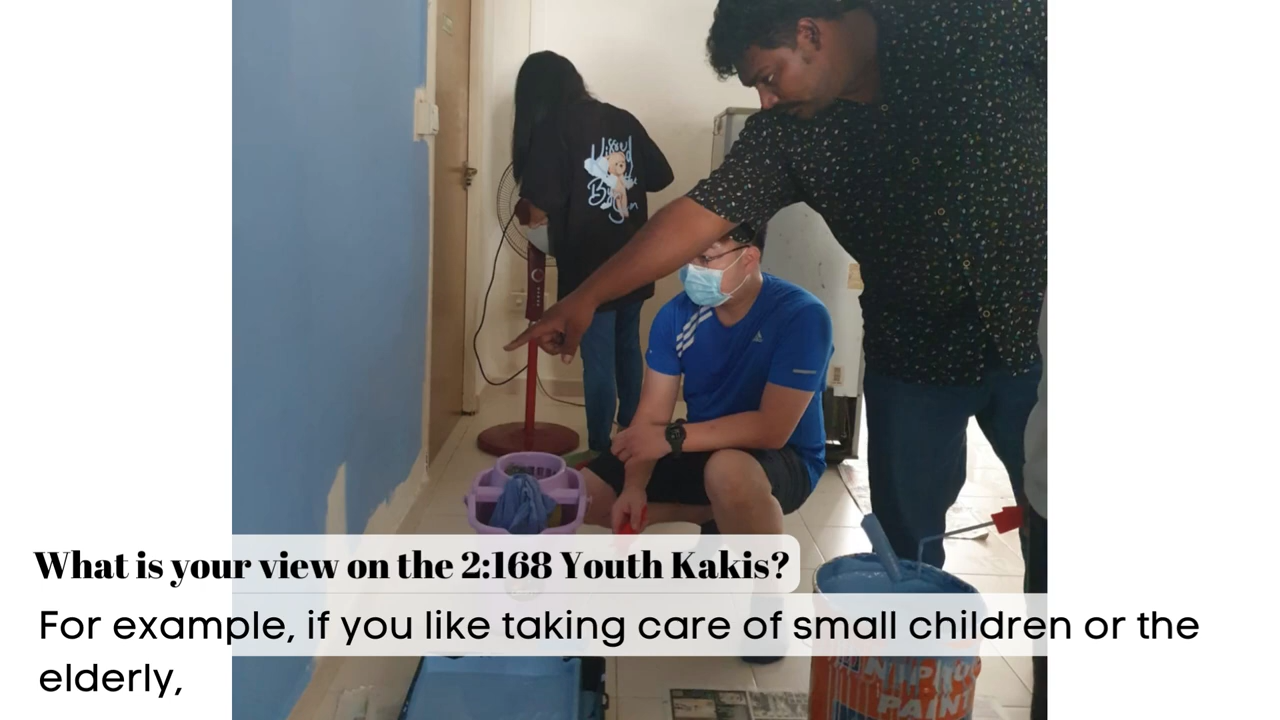 What is your view on the 2:168 Youth Kakis?
For example, if you like taking care of small children or the
elderly,
PAINT